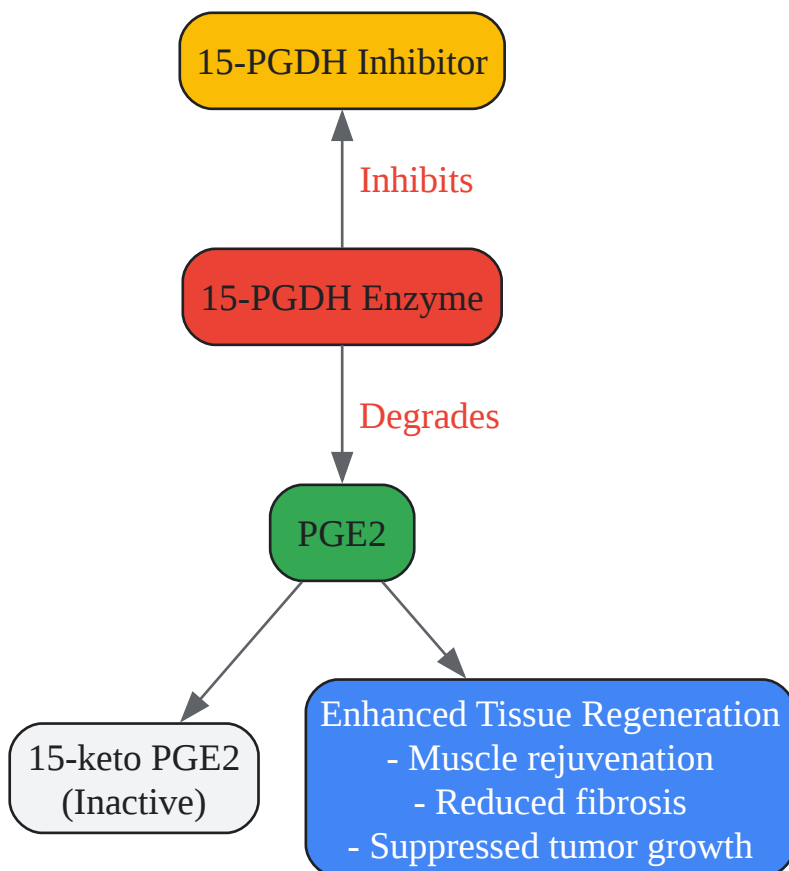 15-PGDH Inhibitor
Inhibits
15-PGDH Enzyme
Degrades
PGE2
15-keto PGE2
(Inactive)
Enhanced Tissue Regeneration
- Muscle rejuvenation
- Reduced fibrosis
- Suppressed tumor growth